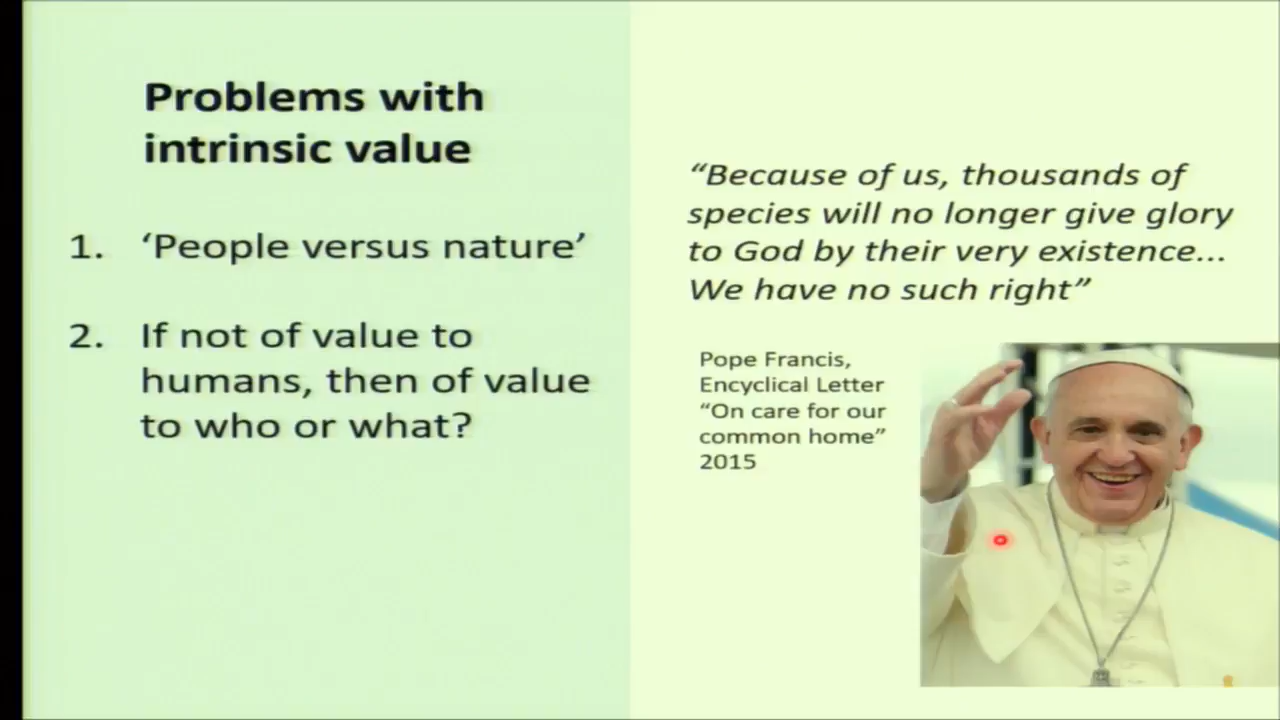 Problems with
intrinsic value
1. ‘People versus nature’
2. If not of value to
humans, then of value
to who or what?
“Because of us, thousands of
species will no longer give glory
to God by their very existence...
We have no such right”
Pope Francis,
Encyclical Letter
“On care for our
common home”
2015